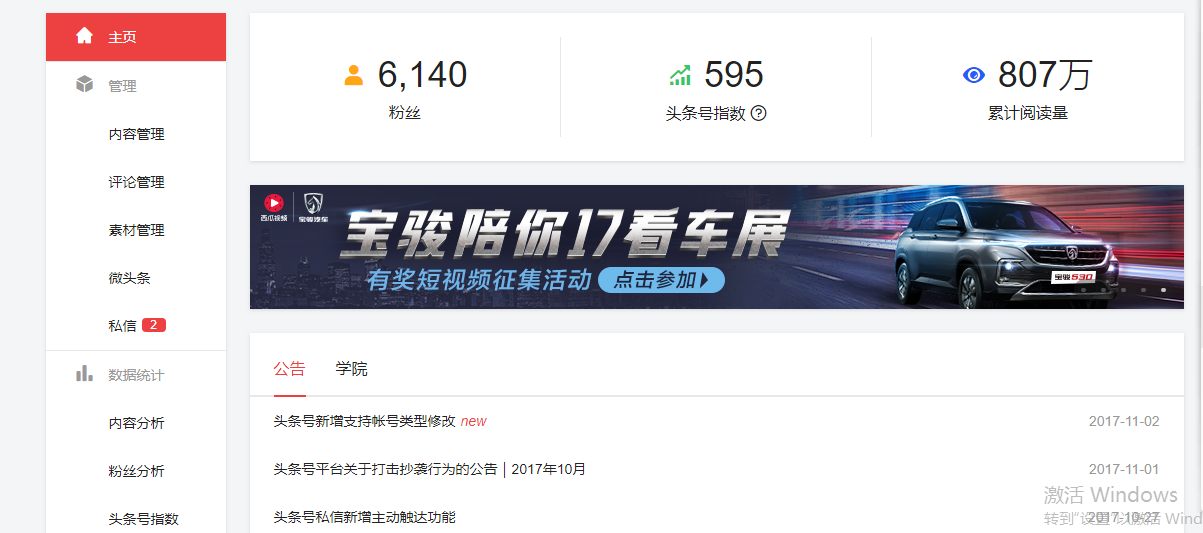 主页
管理
内容管理
评论管理
素材管理
微头条
私信 2
数据统计
内容分析
粉丝分析
头条号指数
6,140
粉丝
595
头条号指数 ?
807万
累计阅读量
西瓜视频 宝骏汽车
宝骏陪你17看车展
有奖短视频征集活动 点击参加
宝骏530
公告 学院
头条号新增支持帐号类型修改 new 2017-11-02
头条号平台关于打击抄袭行为的公告 | 2017年10月 2017-11-01
激活 Windows
头条号私信新增主动触达功能 2017-10-27
转到"设置"以激活 Wind